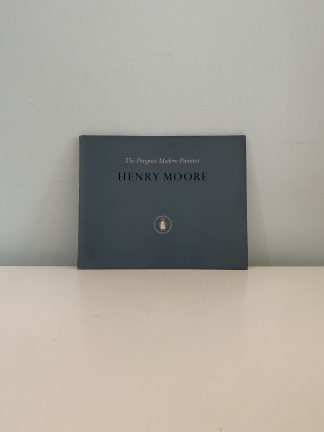 The Penguin Modern Painters
HENRY MOORE